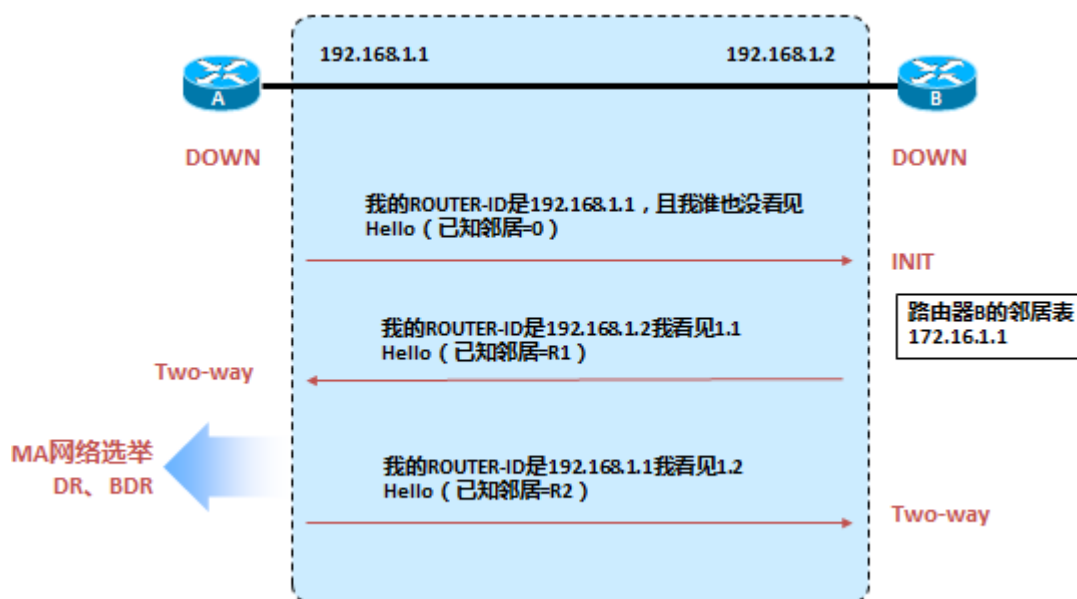 192.168.1.1
192.168.1.2
A
B
DOWN
DOWN
我的ROUTER-ID是192.168.1.1，且我谁也没看见
Hello（已知邻居=0）
INIT
路由器B的邻居表
172.16.1.1
我的ROUTER-ID是192.168.1.2我看见1.1
Hello（已知邻居=R1）
Two-way
MA网络选举
DR、BDR
我的ROUTER-ID是192.168.1.1我看见1.2
Hello（已知邻居=R2）
Two-way